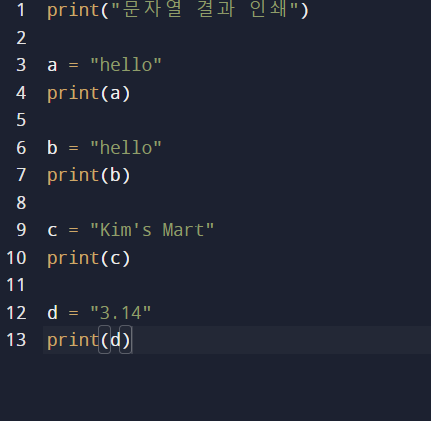 1 print("문자열 결과 인쇄")
2
3 a = "hello"
4 print(a)
5
6 b = "hello"
7 print(b)
8
9 c = "Kim's Mart"
10 print(c)
11
12 d = "3.14"
13 print(d)